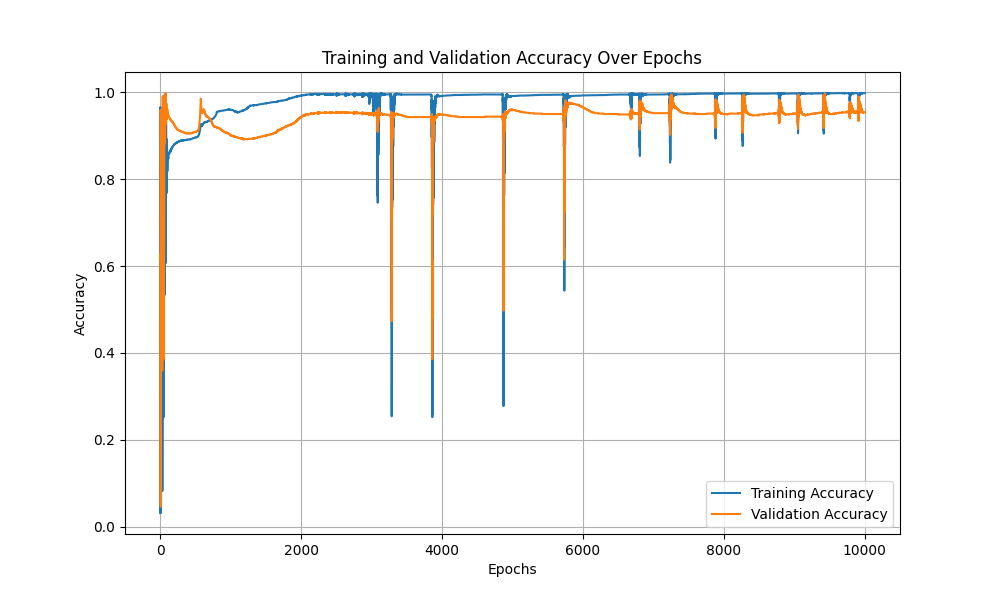 Training and Validation Accuracy Over Epochs
1.0
0.8
0.6
0.4
0.2
0.0
Accuracy
0 2000 4000 6000 8000 10000
Epochs
Training Accuracy
Validation Accuracy